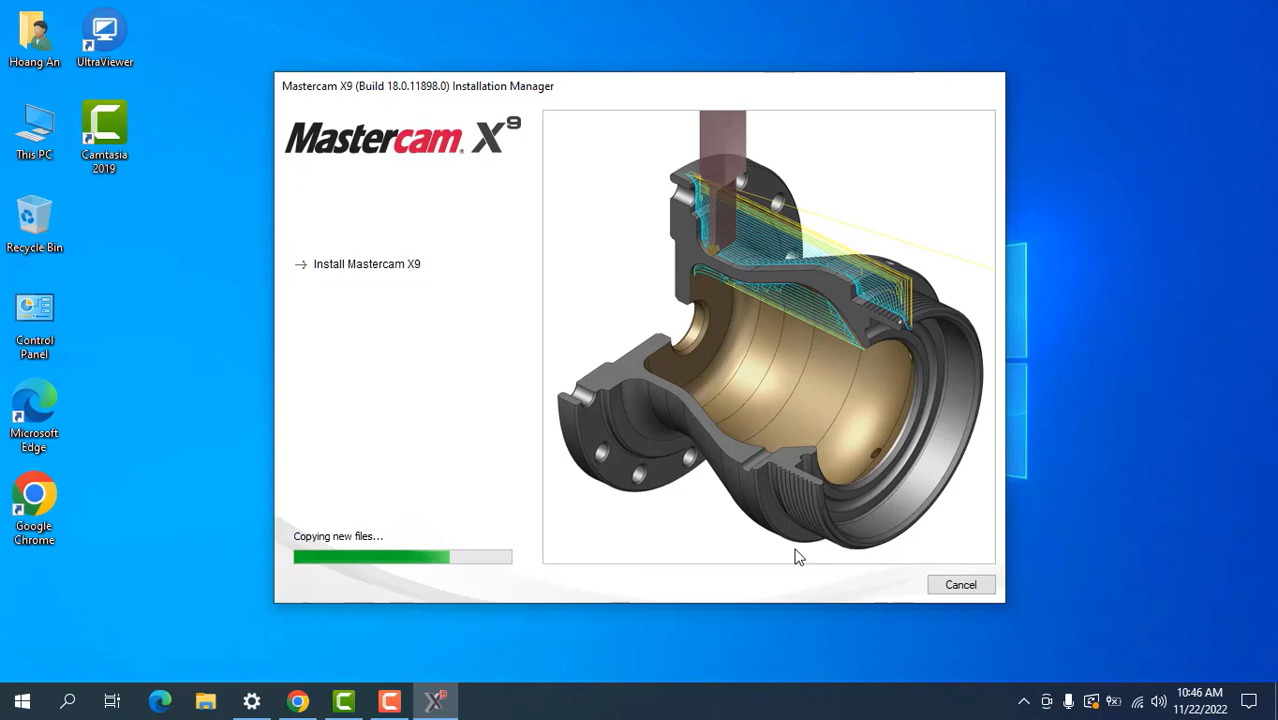 Hoang An
UltraViewer
This PC
Camtasia
2019
Recycle Bin
Control
Panel
Microsoft
Edge
Google
Chrome
Mastercam X9 (Build 18.0.11898.0) Installation Manager
Mastercam® X9
Install Mastercam X9
Copying new files...
Cancel
10:46 AM
11/22/2022